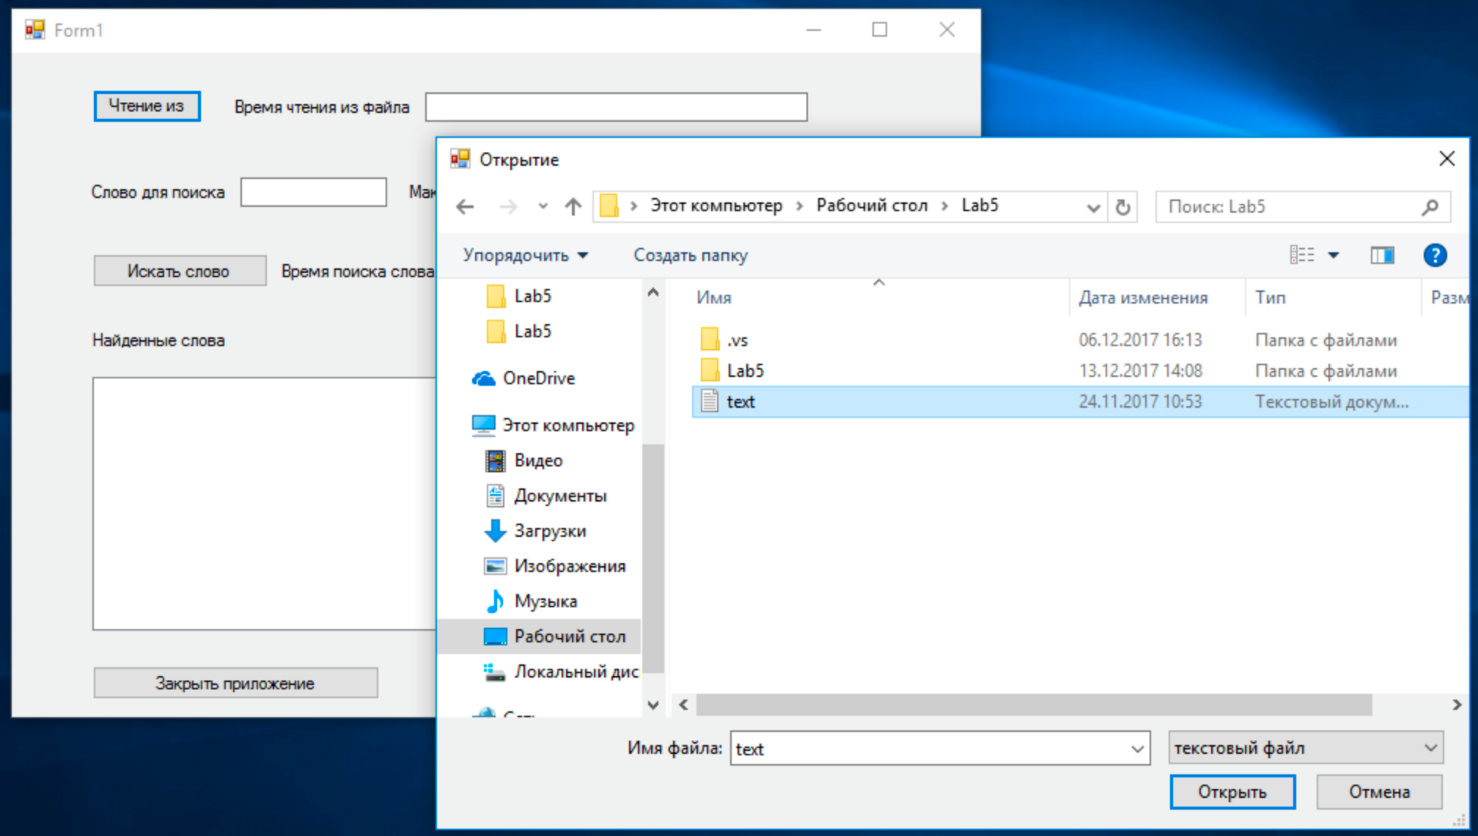 Form1
Чтение из
Время чтения из файла
Слово для поиска
Искать слово
Время поиска слова
Найденные слова
Закрыть приложение
Открытие
Этот компьютер > Рабочий стол > Lab5
Поиск: Lab5
Упорядочить
Создать папку
Lab5
Lab5
OneDrive
Этот компьютер
Видео
Документы
Загрузки
Изображения
Музыка
Рабочий стол
Локальный дис
Имя Дата изменения Тип Разм
.vs 06.12.2017 16:13 Папка с файлами
Lab5 13.12.2017 14:08 Папка с файлами
text 24.11.2017 10:53 Текстовый докум...
Имя файла: text
текстовый файл
Открыть
Отмена